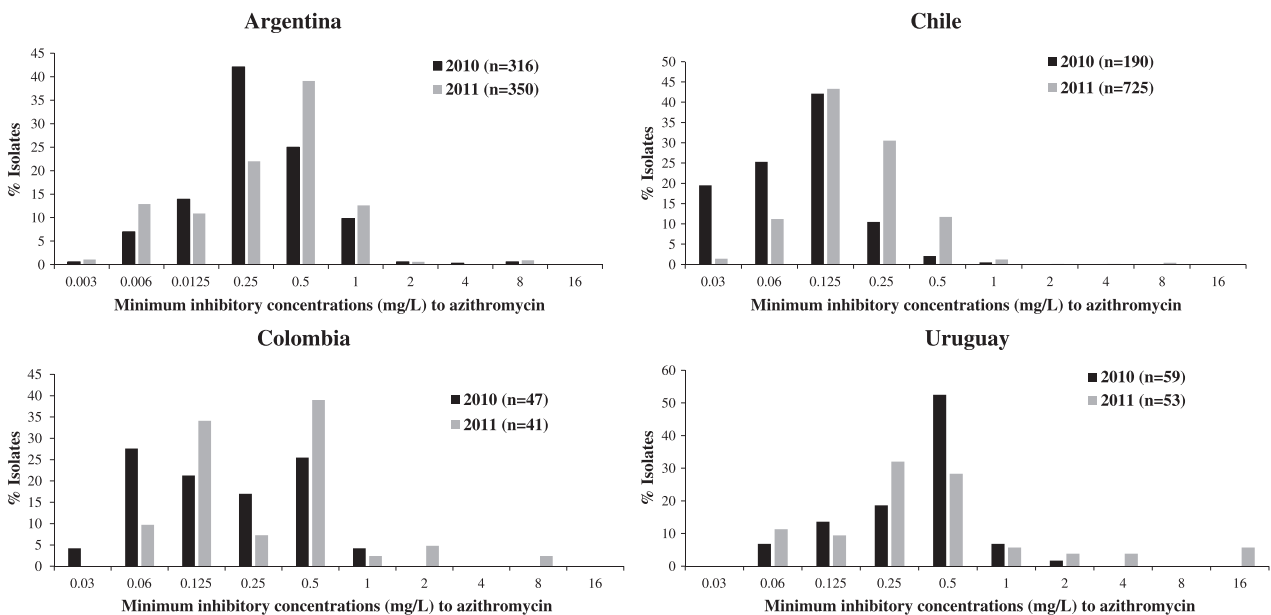 Argentina
45
40
35
30
25
20
15
10
5
0
% Isolates
2010 (n=316)
2011 (n=350)
0.003 0.006 0.0125 0.25 0.5 1 2 4 8 16
Minimum inhibitory concentrations (mg/L) to azithromycin
Chile
50
45
40
35
30
25
20
15
10
5
0
% Isolates
2010 (n=190)
2011 (n=725)
0.03 0.06 0.125 0.25 0.5 1 2 4 8 16
Minimum inhibitory concentrations (mg/L) to azithromycin
Colombia
45
40
35
30
25
20
15
10
5
0
% Isolates
2010 (n=47)
2011 (n=41)
0.03 0.06 0.125 0.25 0.5 1 2 4 8 16
Minimum inhibitory concentrations (mg/L) to azithromycin
Uruguay
60
50
40
30
20
10
0
% Isolates
2010 (n=59)
2011 (n=53)
0.03 0.06 0.125 0.25 0.5 1 2 4 8 16
Minimum inhibitory concentrations (mg/L) to azithromycin